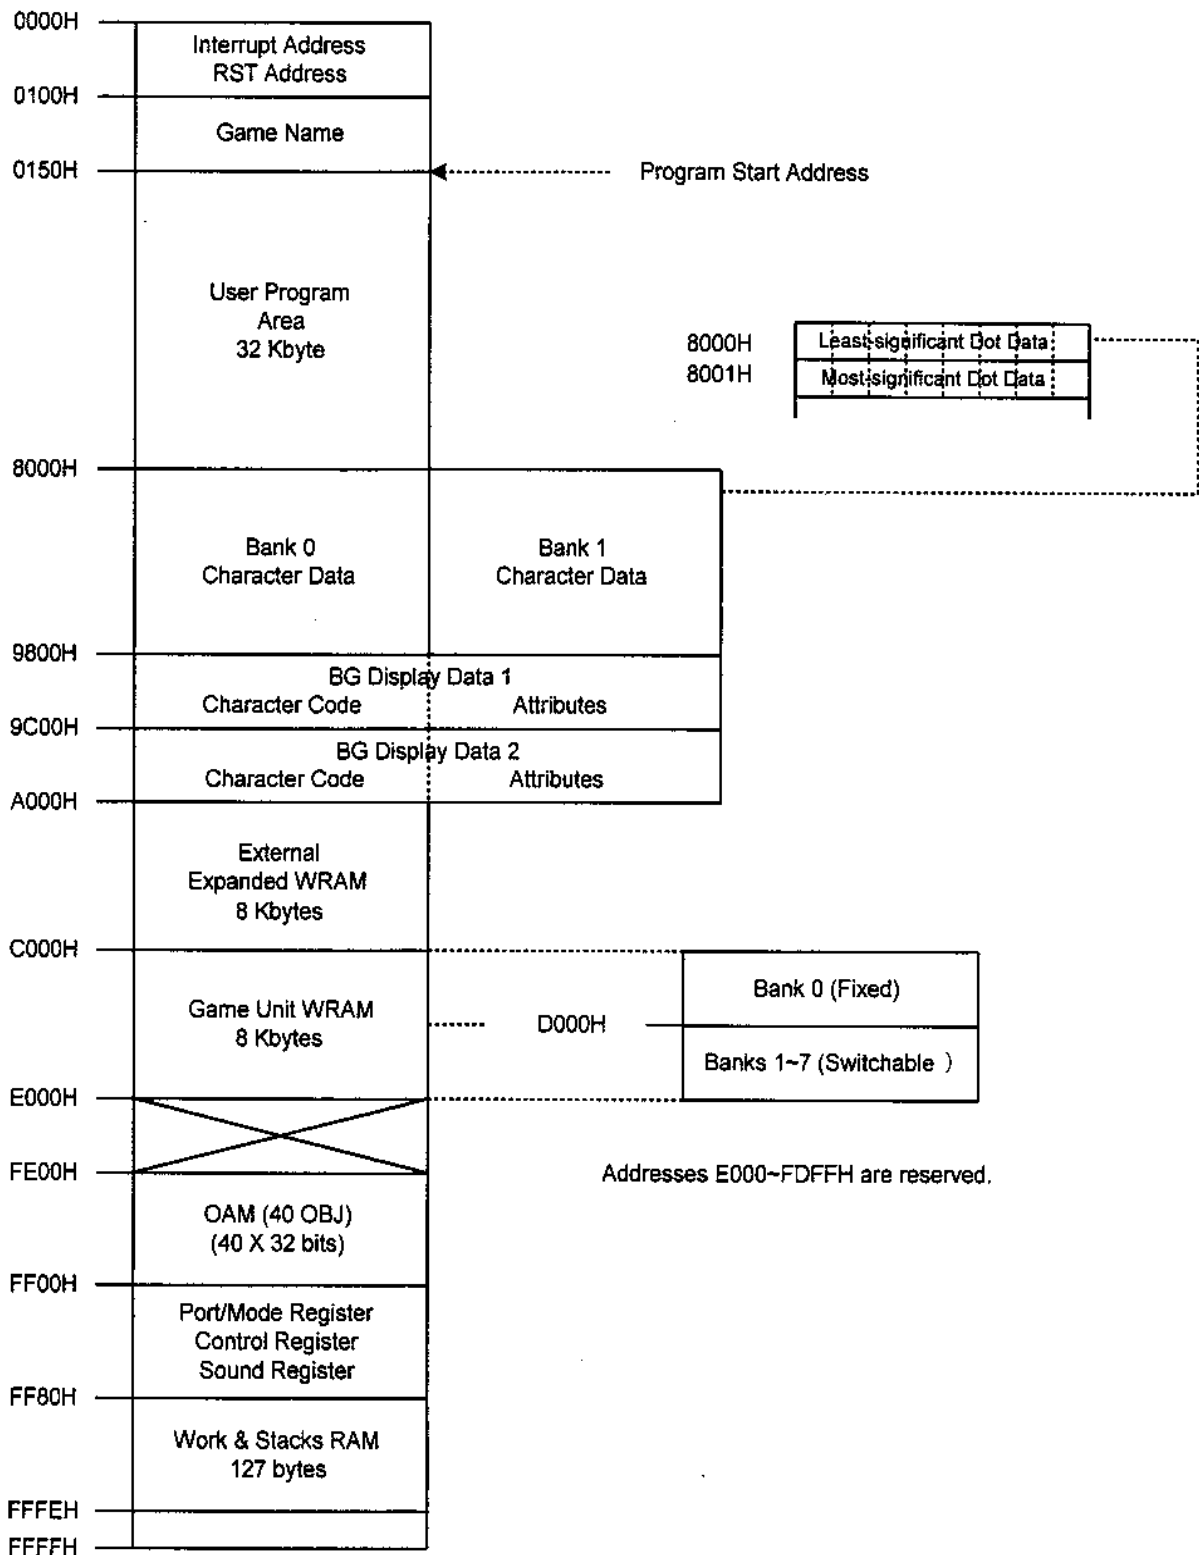 0000H
Interrupt Address
RST Address
0100H
Game Name
0150H
Program Start Address
User Program
Area
32 Kbyte
8000H Least-significant Dot Data
8001H Most-significant Dot Data
8000H
Bank 0
Character Data
Bank 1
Character Data
9800H
BG Display Data 1
Character Code Attributes
9C00H
BG Display Data 2
Character Code Attributes
A000H
External
Expanded WRAM
8 Kbytes
C000H
Bank 0 (Fixed)
Game Unit WRAM
8 Kbytes
D000H
Banks 1~7 (Switchable )
E000H
FE00H
Addresses E000~FDFFH are reserved.
OAM (40 OBJ)
(40 X 32 bits)
FF00H
Port/Mode Register
Control Register
Sound Register
FF80H
Work & Stacks RAM
127 bytes
FFFEH
FFFFH